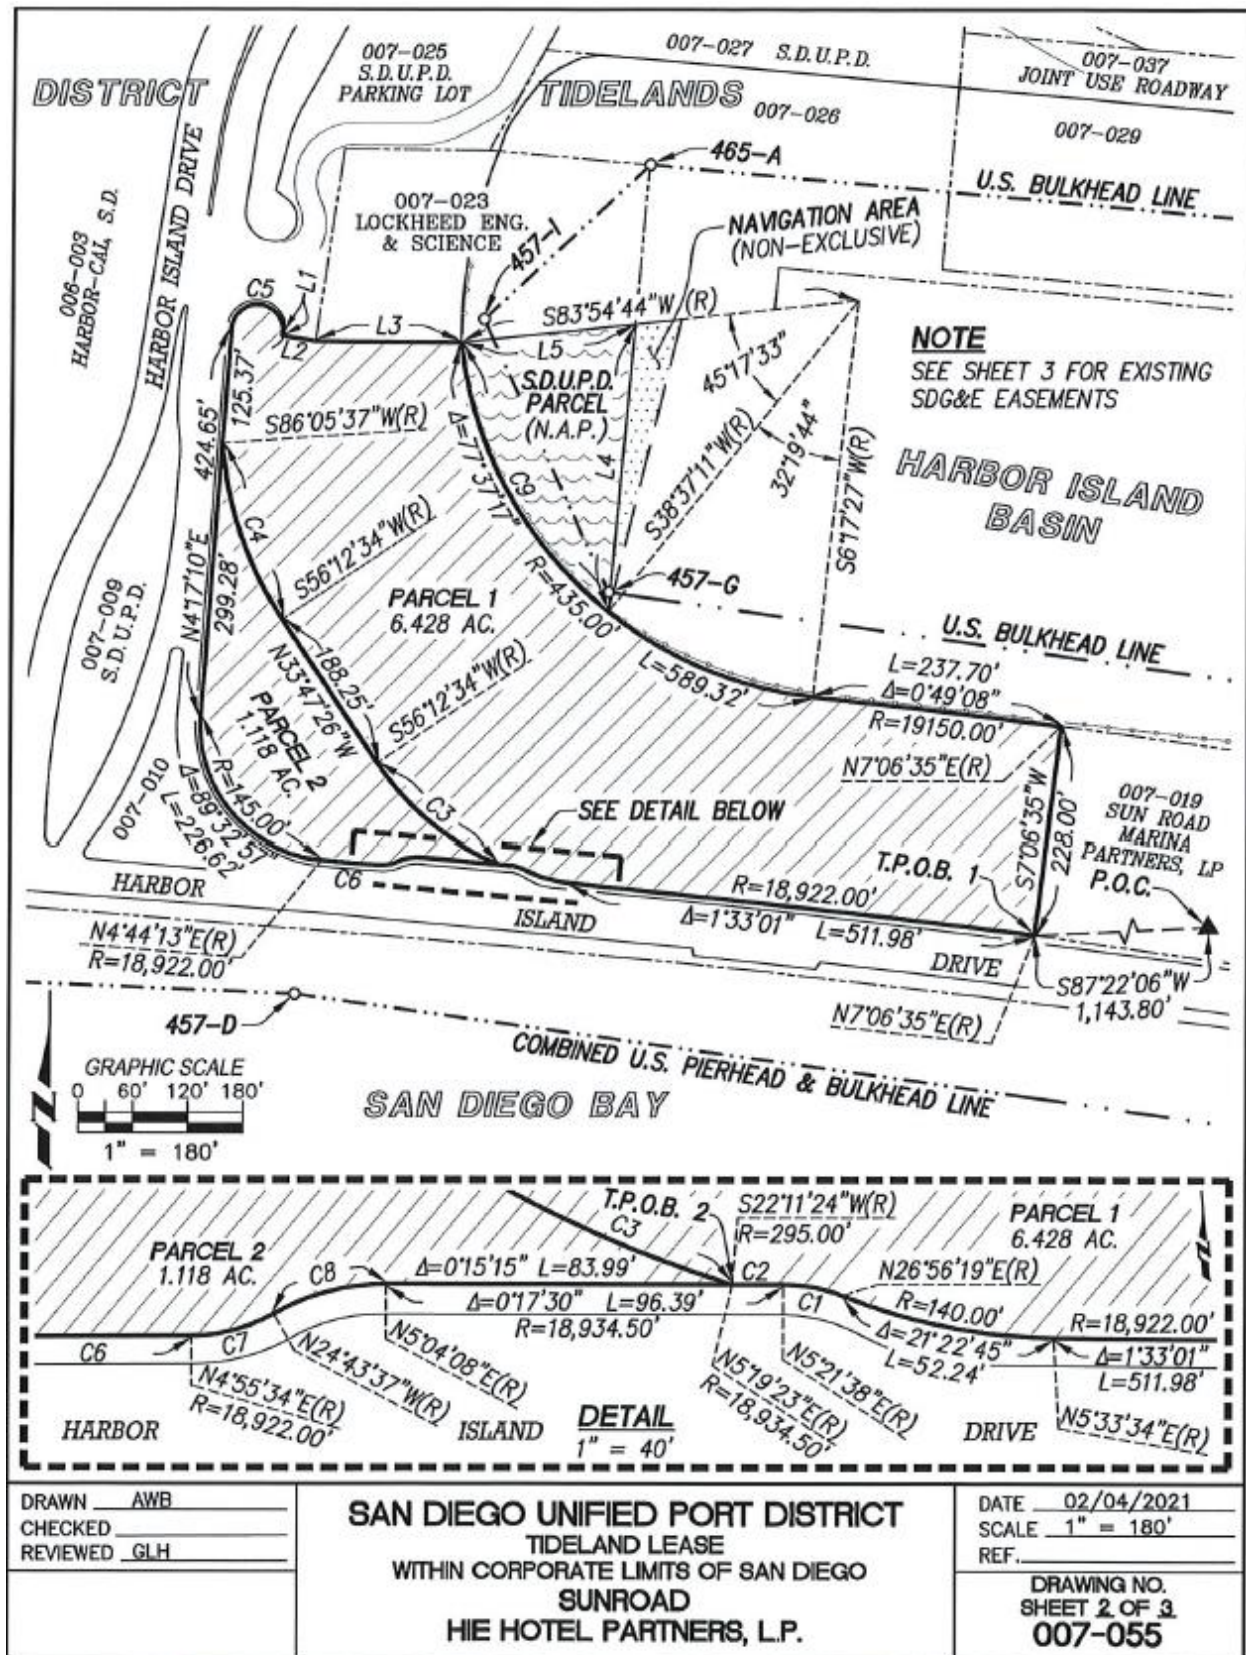 007-025
S.D.U.P.D.
PARKING LOT
007-027 S.D.U.P.D.
007-037
JOINT USE ROADWAY
DISTRICT
TIDELANDS
007-026
007-029
465-A
U.S. BULKHEAD LINE
HARBOR ISLAND DRIVE
006-003
HARBOR-CAL, S.D.
007-023
LOCKHEED ENG.
& SCIENCE
457-I
NAVIGATION AREA
(NON-EXCLUSIVE)
C5
L1
L2
L3
S83°54'44"W (R)
L5
45°17'33"
NOTE
SEE SHEET 3 FOR EXISTING
SDG&E EASEMENTS
125.37'
424.65'
S.D.U.P.D.
PARCEL
(N.A.P.)
S86°05'37"W(R)
Δ=77°37'17"
C9
L4
S38°37'11"W(R)
32°19'44"
S6°17'27"W(R)
HARBOR ISLAND
BASIN
C4
S56°12'34"W(R)
N4°17'10"E
299.28'
PARCEL 1
6.428 AC.
R=435.00'
457-G
007-009
S.D.U.P.D.
188.25'
N33°47'26"W
S56°12'34"W(R)
L=589.32'
U.S. BULKHEAD LINE
L=237.70'
Δ=0°49'08"
R=19150.00'
PARCEL 2
1.118 AC.
N7°06'35"E(R)
007-010
R=145.00'
Δ=89°32'57"
L=226.62'
C3
SEE DETAIL BELOW
S7°06'35"W
228.00'
007-019
SUN ROAD
MARINA
PARTNERS, LP
T.P.O.B. 1
P.O.C.
HARBOR
C6
ISLAND
R=18,922.00'
Δ=1°33'01" L=511.98'
DRIVE
N4°44'13"E(R)
R=18,922.00'
S87°22'06"W
1,143.80'
N7°06'35"E(R)
457-D
COMBINED U.S. PIERHEAD & BULKHEAD LINE
GRAPHIC SCALE
0 60' 120' 180'
1" = 180'
SAN DIEGO BAY
N
T.P.O.B. 2
S22°11'24"W(R)
R=295.00'
PARCEL 1
6.428 AC.
N
C3
PARCEL 2
1.118 AC.
C8
Δ=0°15'15" L=83.99'
C2
N26°56'19"E(R)
Δ=0°17'30" L=96.39'
R=18,934.50'
C1
R=140.00'
R=18,922.00'
C6
C7
Δ=21°22'45"
L=52.24'
Δ=1°33'01"
L=511.98'
N4°55'34"E(R)
R=18,922.00'
N24°43'37"W(R)
N5°04'08"E(R)
N5°19'23"E(R)
R=18,934.50'
N5°21'38"E(R)
N5°33'34"E(R)
HARBOR
ISLAND
DETAIL
1" = 40'
DRIVE
DRAWN AWB
CHECKED
REVIEWED GLH
SAN DIEGO UNIFIED PORT DISTRICT
TIDELAND LEASE
WITHIN CORPORATE LIMITS OF SAN DIEGO
SUNROAD
HIE HOTEL PARTNERS, L.P.
DATE 02/04/2021
SCALE 1" = 180'
REF.
DRAWING NO.
SHEET 2 OF 3
007-055